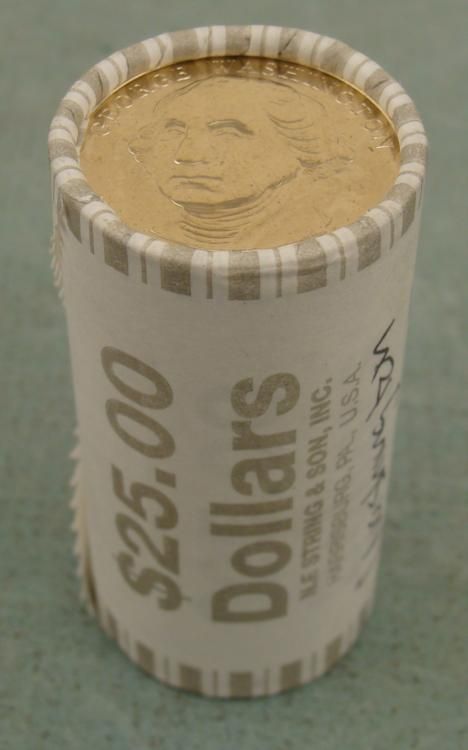 GEORGE WASHINGTON
$25.00
Dollars
N.F. STRING & SON, INC.
HARRISBURG, PA., U.S.A.